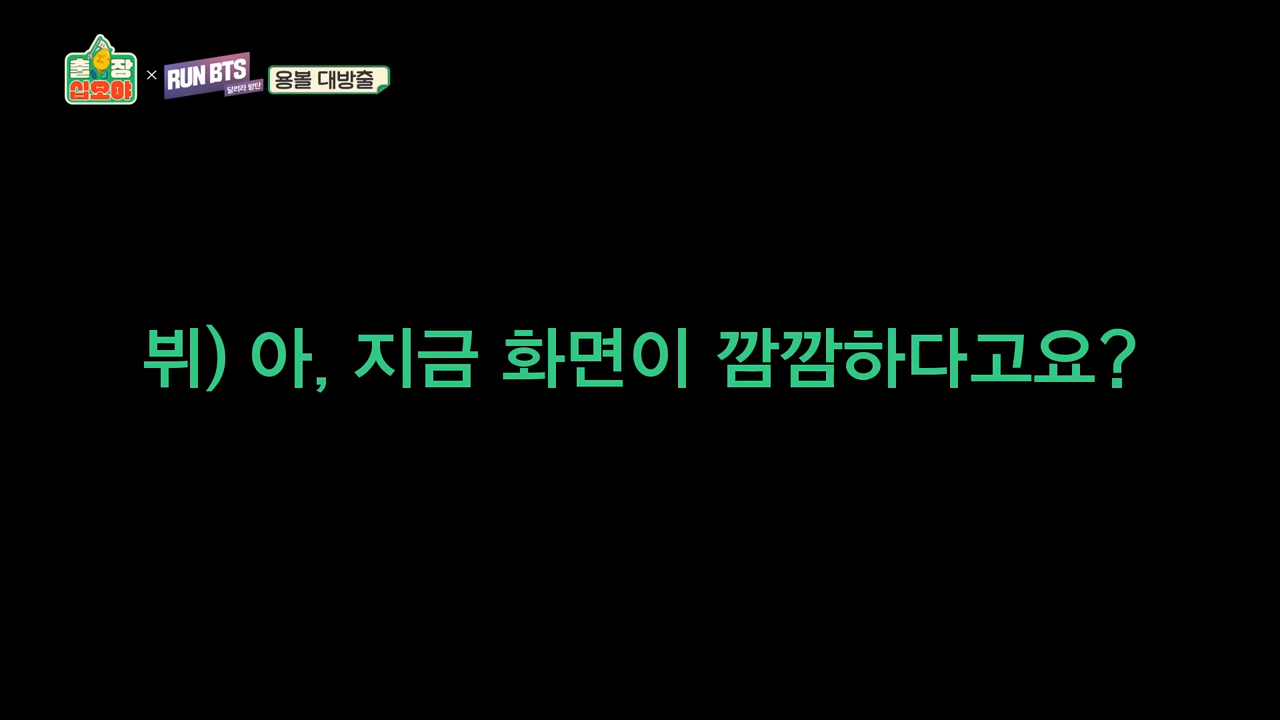 출장
십오야
×
RUN BTS
달려라 방탄
용볼 대방출
뷔) 아, 지금 화면이 깜깜하다고요?